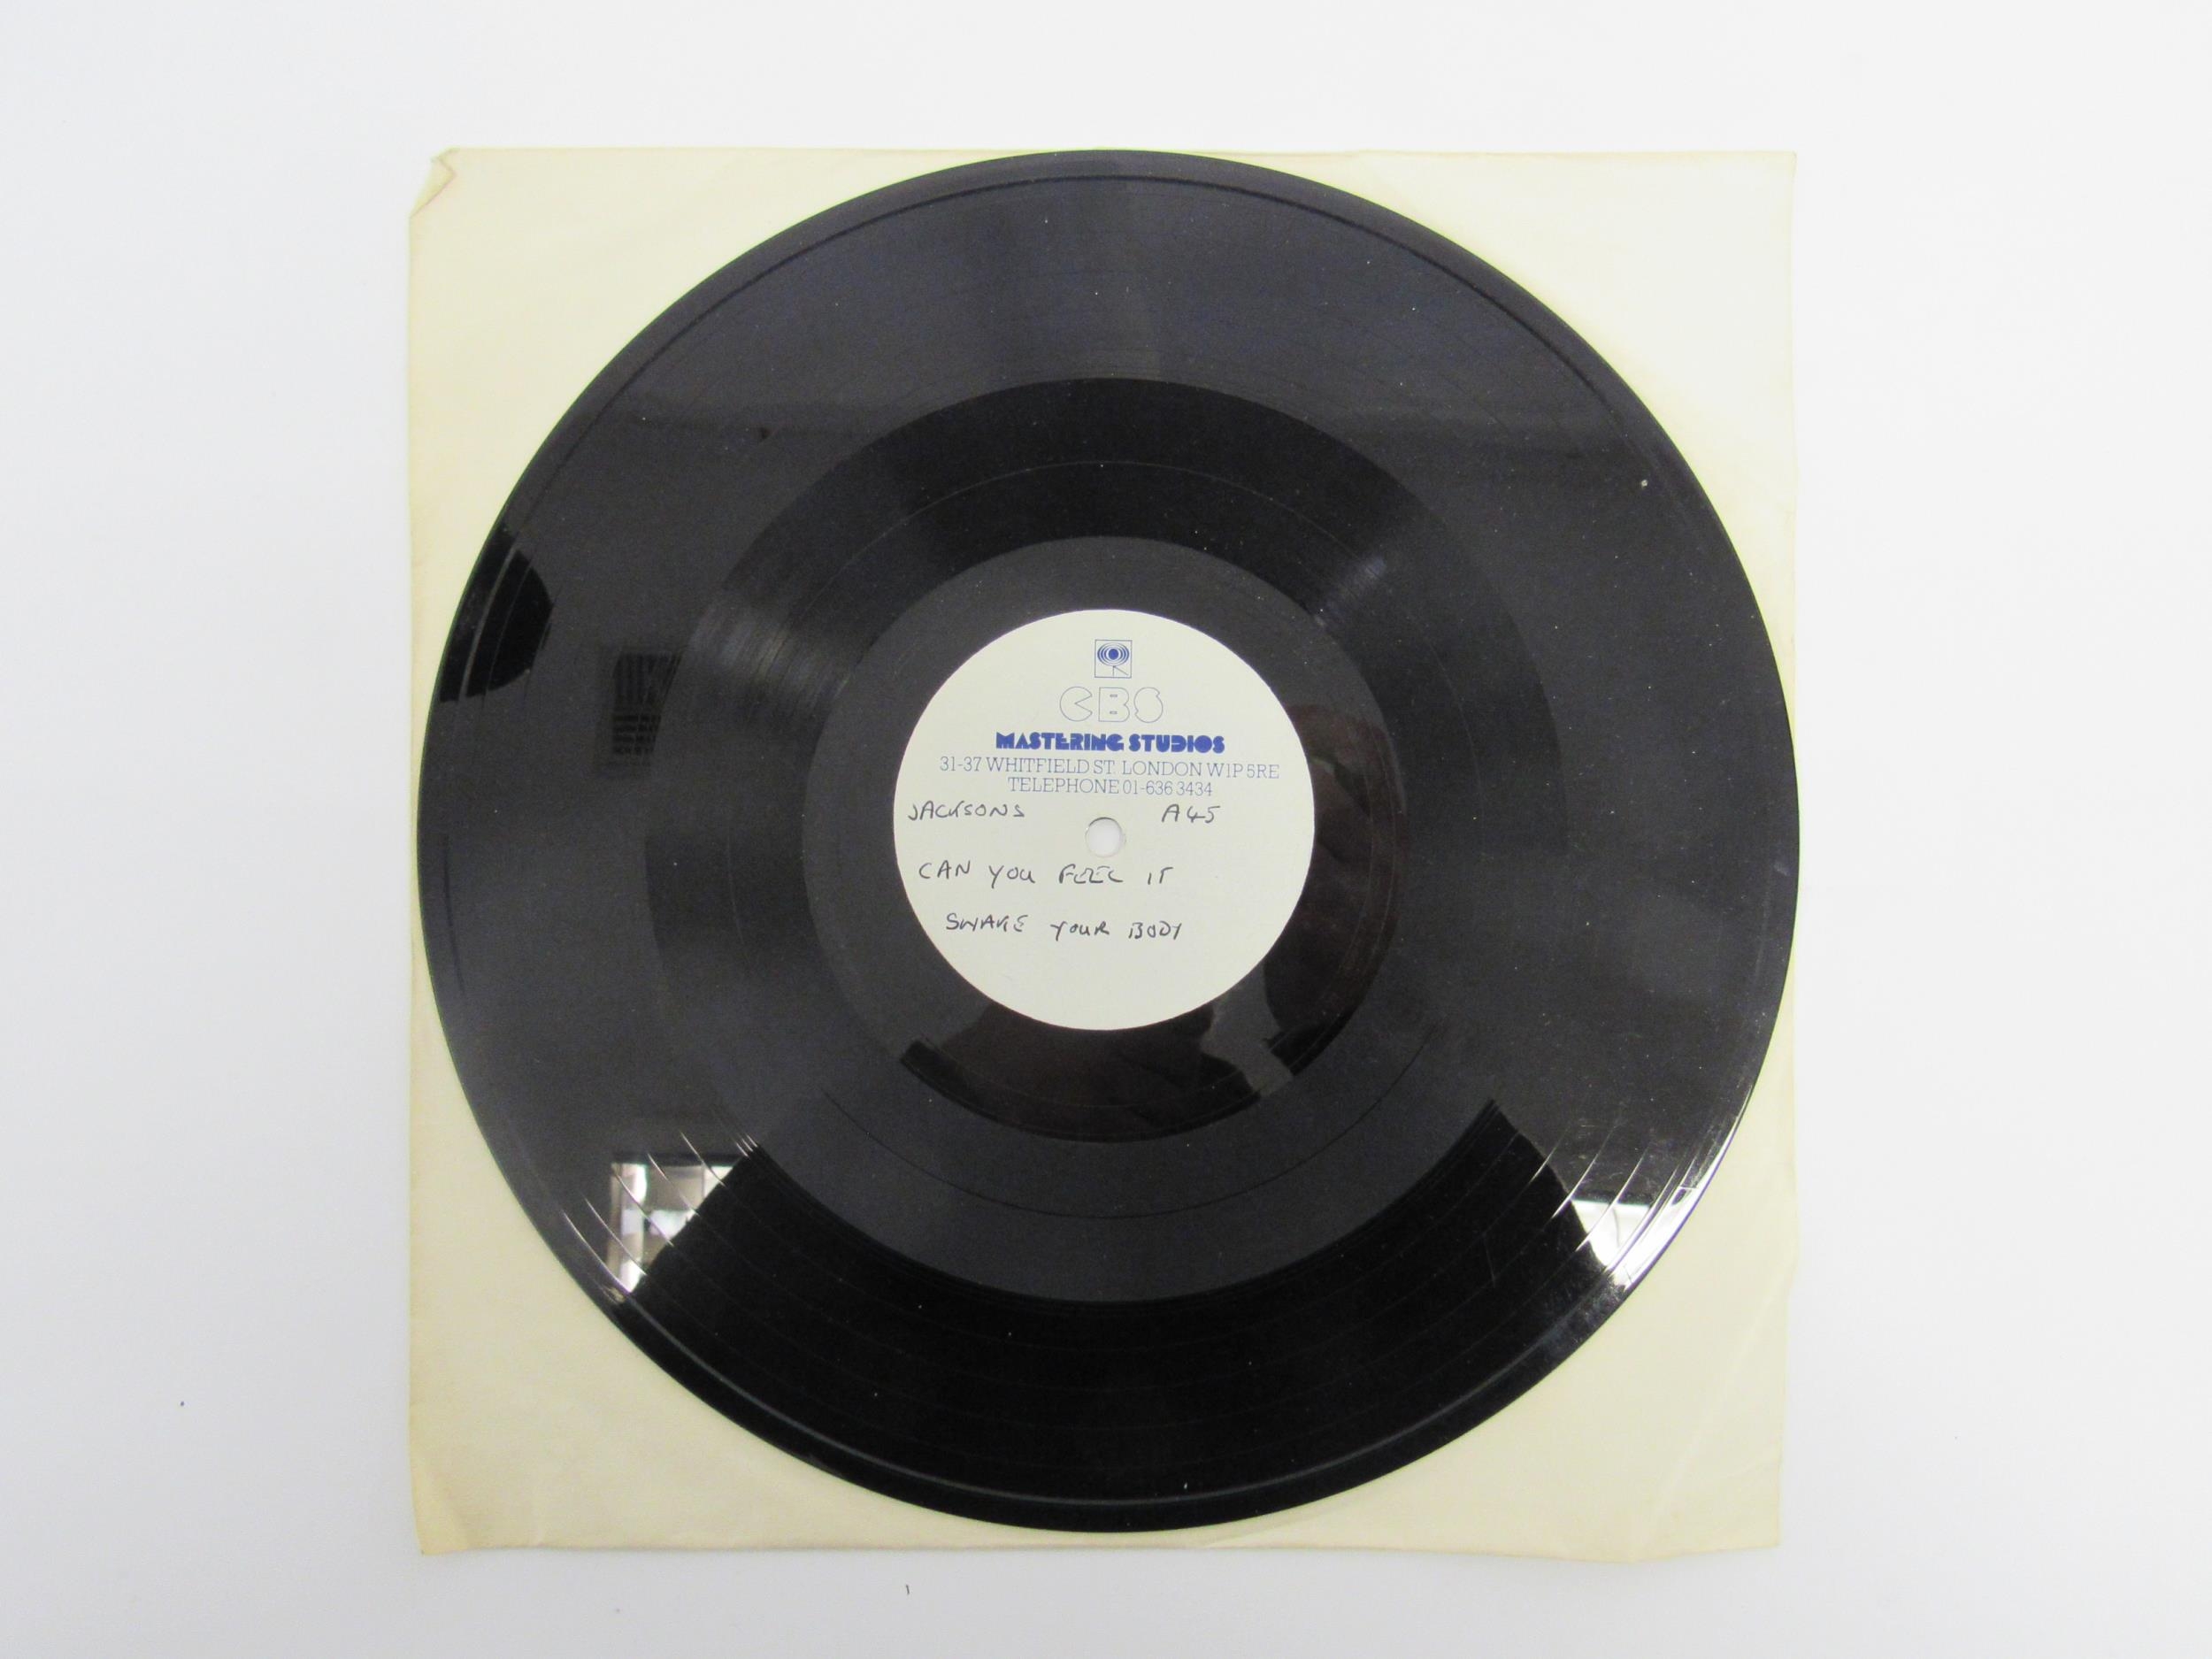 CBS
MASTERING STUDIOS
31-37 WHITFIELD ST. LONDON W1P 5RE
TELEPHONE 01-636 3434
JACKSONS A45
CAN YOU FEEL IT
SHAKE YOUR BODY